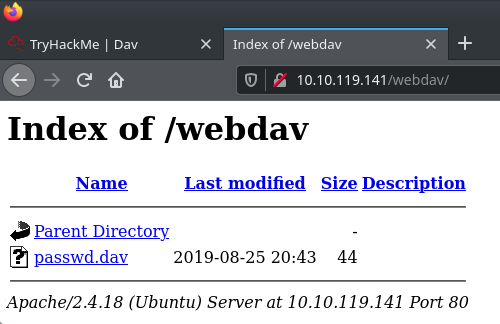 TryHackMe | Dav
Index of /webdav
10.10.119.141/webdav/
Index of /webdav
Name Last modified Size Description
Parent Directory -
passwd.dav 2019-08-25 20:43 44
Apache/2.4.18 (Ubuntu) Server at 10.10.119.141 Port 80